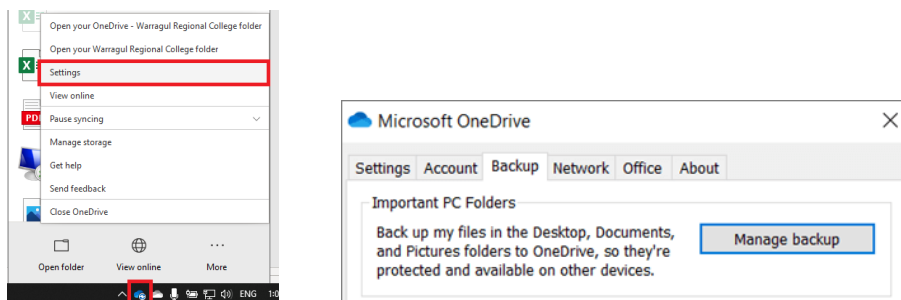 Open your OneDrive - Warragul Regional College folder
Open your Warragul Regional College folder
Settings
View online
Pause syncing
Manage storage
Get help
Send feedback
Close OneDrive
Open folder
View online
More
ENG
Microsoft OneDrive
Settings Account Backup Network Office About
Important PC Folders
Back up my files in the Desktop, Documents,
and Pictures folders to OneDrive, so they're
protected and available on other devices.
Manage backup